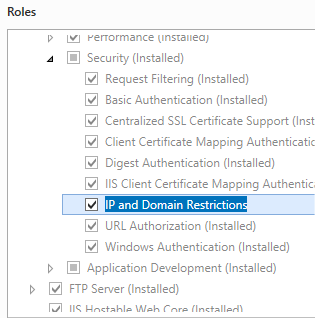 Roles
Performance (Installed)
Security (Installed)
Request Filtering (Installed)
Basic Authentication (Installed)
Centralized SSL Certificate Support (Inst
Client Certificate Mapping Authenticatio
Digest Authentication (Installed)
IIS Client Certificate Mapping Authentica
IP and Domain Restrictions
URL Authorization (Installed)
Windows Authentication (Installed)
Application Development (Installed)
FTP Server (Installed)
IIS Hostable Web Core (Installed)